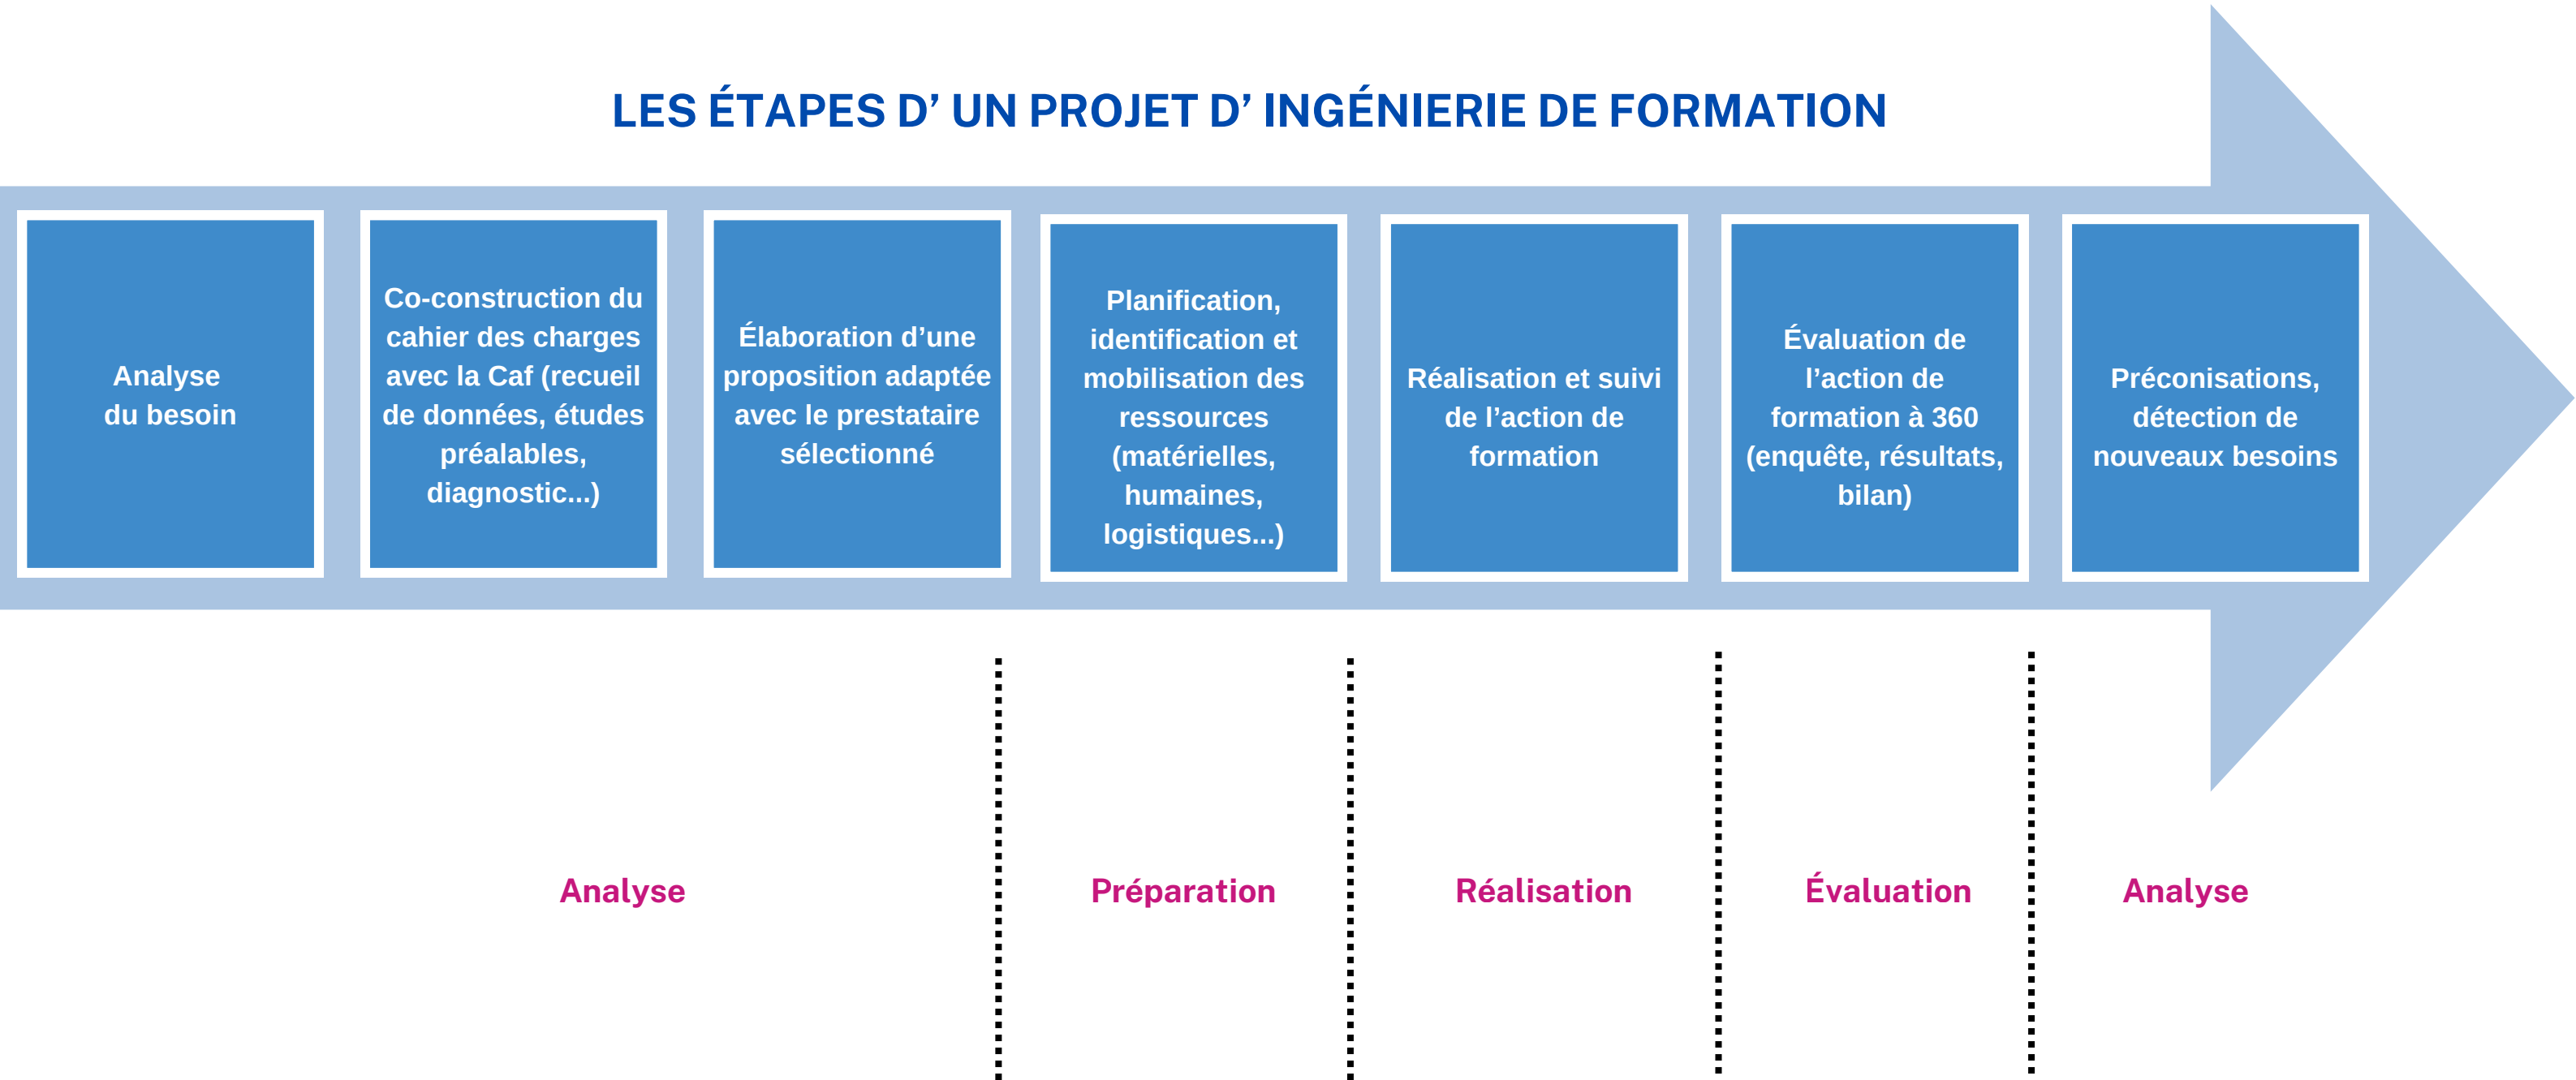 LES ÉTAPES D’ UN PROJET D’ INGÉNIERIE DE FORMATION
Analyse
du besoin
Co-construction du
cahier des charges
avec la Caf (recueil
de données, études
préalables,
diagnostic...)
Élaboration d’une
proposition adaptée
avec le prestataire
sélectionné
Planification,
identification et
mobilisation des
ressources
(matérielles,
humaines,
logistiques...)
Réalisation et suivi
de l’action de
formation
Évaluation de
l’action de
formation à 360
(enquête, résultats,
bilan)
Préconisations,
détection de
nouveaux besoins
Analyse
Préparation
Réalisation
Évaluation
Analyse